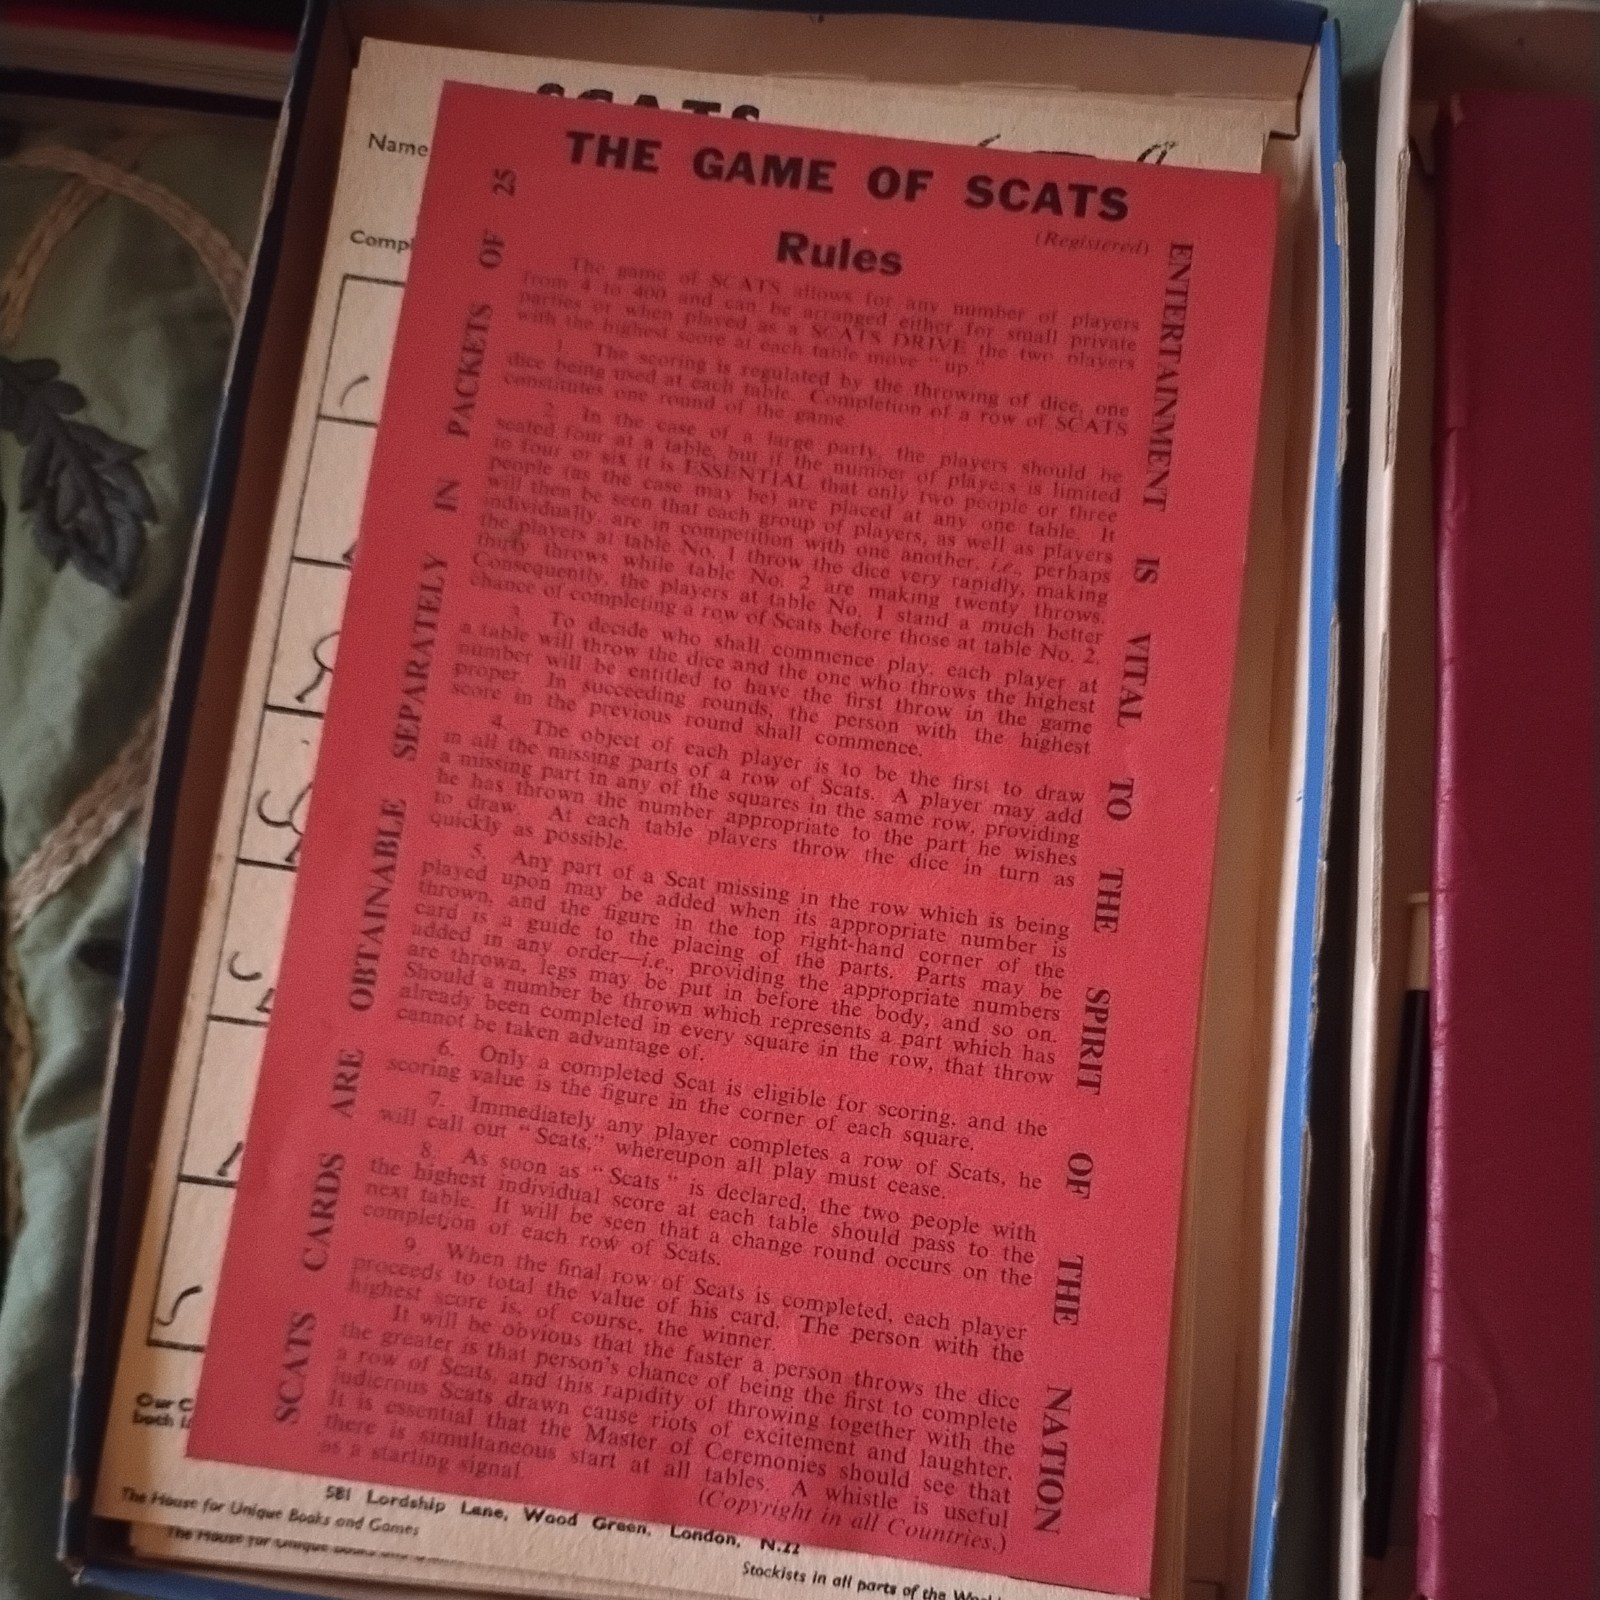 SCATS
Name
Compl
THE GAME OF SCATS
(Registered)
Rules
The game of SCATS allows for any number of players
from 4 to 400 and can be arranged either for small private
parties or when played as a SCATS DRIVE the two players
with the highest score at each table move "up."
1. The scoring is regulated by the throwing of dice, one
dice being used at each table. Completion of a row of SCATS
constitutes one round of the game.
2. In the case of a large party, the players should be
seated four at a table, but if the number of players is limited
to four or six it is ESSENTIAL that only two people or three
people (as the case may be) are placed at any one table. It
will then be seen that each group of players, as well as players
individually, are in competition with one another, i.e., perhaps
the players at table No. 1 throw the dice very rapidly, making
thirty throws while table No. 2 are making twenty throws.
Consequently, the players at table No. 1 stand a much better
chance of completing a row of Scats before those at table No. 2.
3. To decide who shall commence play, each player at
a table will throw the dice and the one who throws the highest
number will be entitled to have the first throw in the game
proper. In succeeding rounds, the person with the highest
score in the previous round shall commence.
4. The object of each player is to be the first to draw
in all the missing parts of a row of Scats. A player may add
a missing part in any of the squares in the same row, providing
he has thrown the number appropriate to the part he wishes
to draw. At each table players throw the dice in turn as
quickly as possible.
5. Any part of a Scat missing in the row which is being
played upon may be added when its appropriate number is
thrown, and the figure in the top right-hand corner of the
card is a guide to the placing of the parts. Parts may be
added in any order—i.e., providing the appropriate numbers
are thrown, legs may be put in before the body, and so on.
Should a number be thrown which represents a part which has
already been completed in every square in the row, that throw
cannot be taken advantage of.
6. Only a completed Scat is eligible for scoring, and the
scoring value is the figure in the corner of each square.
7. Immediately any player completes a row of Scats, he
will call out "Scats," whereupon all play must cease.
8. As soon as "Scats" is declared, the two people with
the highest individual score at each table should pass to the
next table. It will be seen that a change round occurs on the
completion of each row of Scats.
9. When the final row of Scats is completed, each player
proceeds to total the value of his card. The person with the
highest score is, of course, the winner.
It will be obvious that the faster a person throws the dice
the greater is that person's chance of being the first to complete
a row of Scats, and this rapidity of throwing together with the
ludicrous Scats drawn cause riots of excitement and laughter.
It is essential that the Master of Ceremonies should see that
there is simultaneous start at all tables. A whistle is useful
as a starting signal.
(Copyright in all Countries.)
SCATS CARDS ARE OBTAINABLE SEPARATELY IN PACKETS OF 25
ENTERTAINMENT IS VITAL TO THE SPIRIT OF THE NATION
Our C
both
581 Lordship Lane, Wood Green, London, N.22
The House for Unique Books and Games
Stockists in all parts of the
The House for Unique Books and